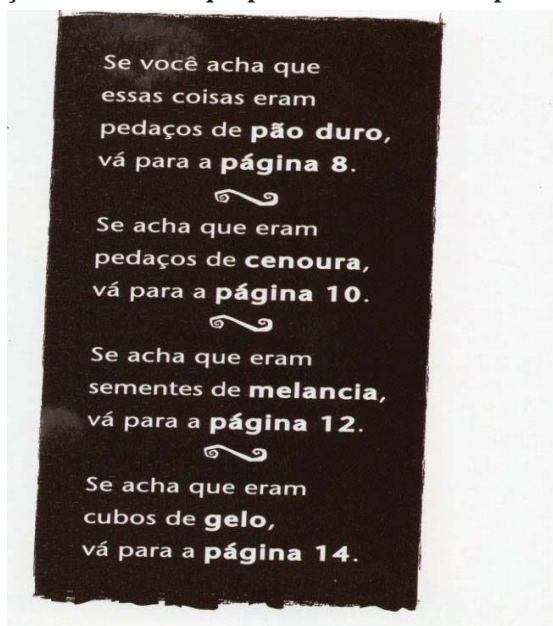 Se você acha que
essas coisas eram
pedaços de pão duro,
vá para a página 8.
Se acha que eram
pedaços de cenoura,
vá para a página 10.
Se acha que eram
sementes de melancia,
vá para a página 12.
Se acha que eram
cubos de gelo,
vá para a página 14.